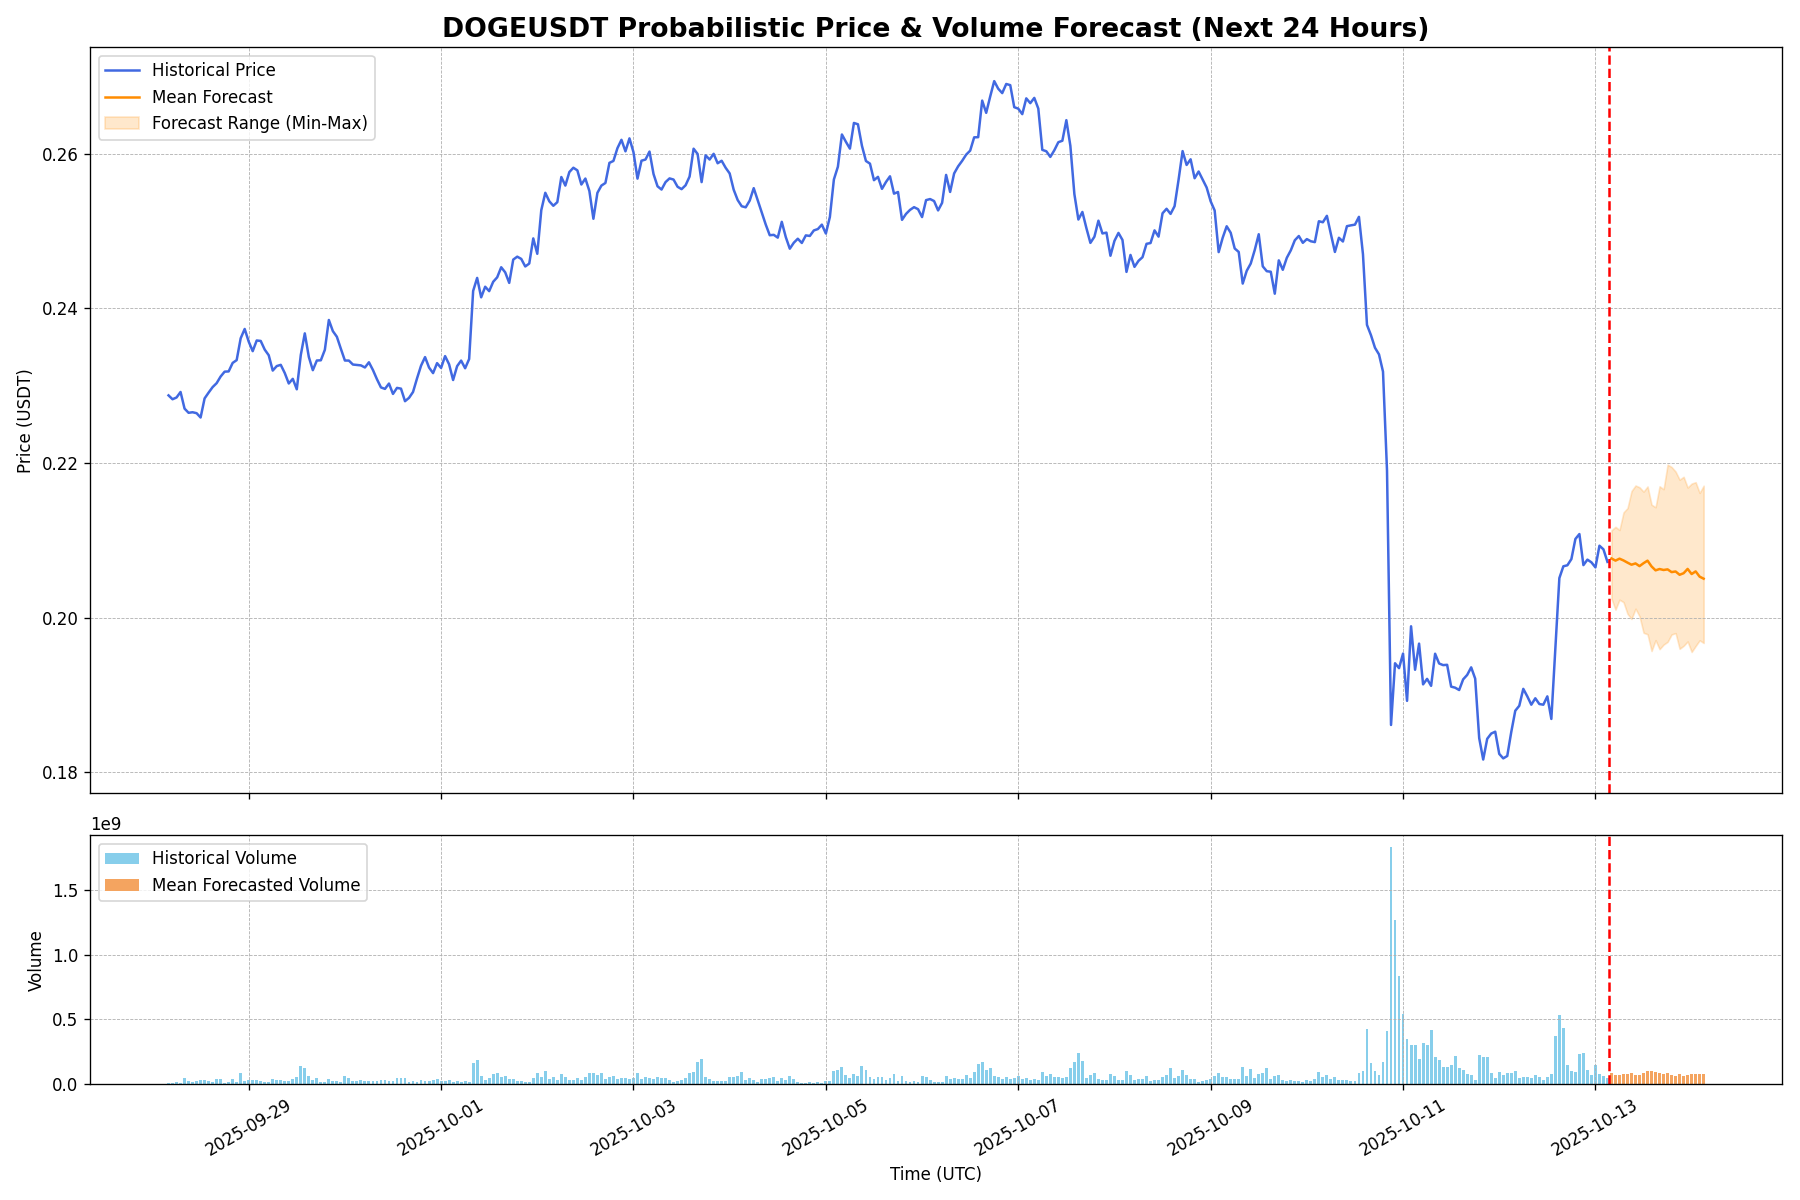 DOGEUSDT Probabilistic Price & Volume Forecast (Next 24 Hours)
Historical Price
Mean Forecast
Forecast Range (Min-Max)
Price (USDT)
0.26
0.24
0.22
0.20
0.18
1e9
Historical Volume
Mean Forecasted Volume
Volume
1.5
1.0
0.5
0.0
2025-09-29
2025-10-01
2025-10-03
2025-10-05
2025-10-07
2025-10-09
2025-10-11
2025-10-13
Time (UTC)